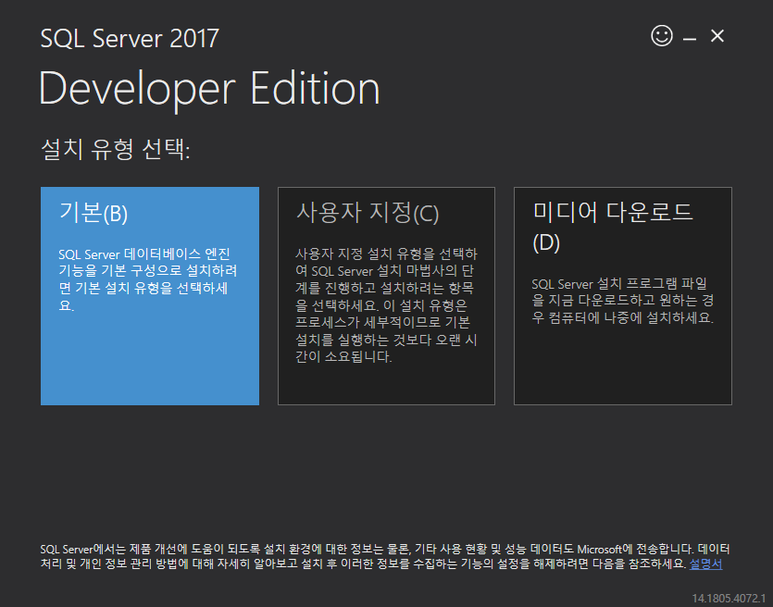 SQL Server 2017
Developer Edition
설치 유형 선택:
기본(B)
SQL Server 데이터베이스 엔진
기능을 기본 구성으로 설치하려
면 기본 설치 유형을 선택하세
요.
사용자 지정(C)
사용자 지정 설치 유형을 선택하
여 SQL Server 설치 마법사의 단
계를 진행하고 설치하려는 항목
을 선택하세요. 이 설치 유형은
프로세스가 세부적이므로 기본
설치를 실행하는 것보다 오랜 시
간이 소요됩니다.
미디어 다운로드
(D)
SQL Server 설치 프로그램 파일
을 지금 다운로드하고 원하는 경
우 컴퓨터에 나중에 설치하세요.
SQL Server에서는 제품 개선에 도움이 되도록 설치 환경에 대한 정보는 물론, 기타 사용 현황 및 성능 데이터도 Microsoft에 전송합니다. 데이터
처리 및 개인 정보 관리 방법에 대해 자세히 알아보고 설치 후 이러한 정보를 수집하는 기능의 설정을 해제하려면 다음을 참조하세요. 설명서
14.1805.4072.1